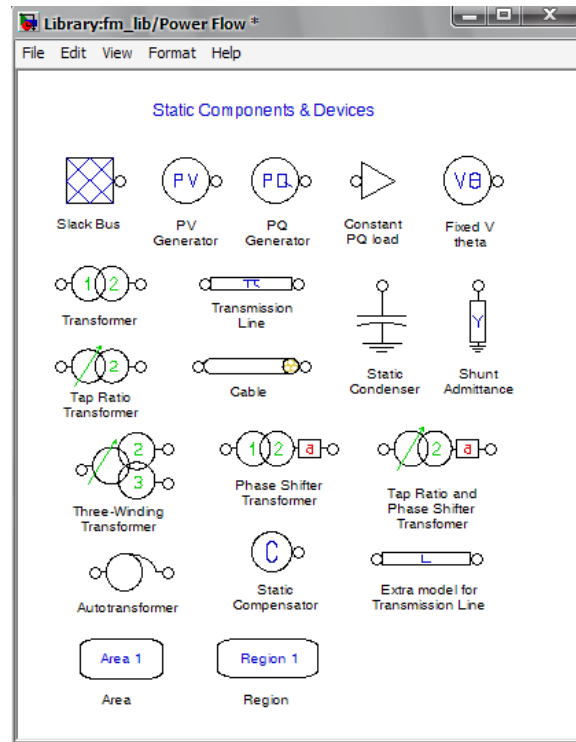 Library:fm_lib/Power Flow *
File Edit View Format Help
Static Components & Devices
PV
PQ
Vθ
Slack Bus
PV
Generator
PQ
Generator
Constant
PQ load
Fixed V
theta
1 2
π
Transformer
Transmission
Line
Y
2
Tap Ratio
Transformer
Cable
Static
Condenser
Shunt
Admittance
2
3
1 2 a
2 a
Three-Winding
Transformer
Phase Shifter
Transformer
Tap Ratio and
Phase Shifter
Transfomer
C
L
Autotransformer
Static
Compensator
Extra model for
Transmission Line
Area 1
Region 1
Area
Region